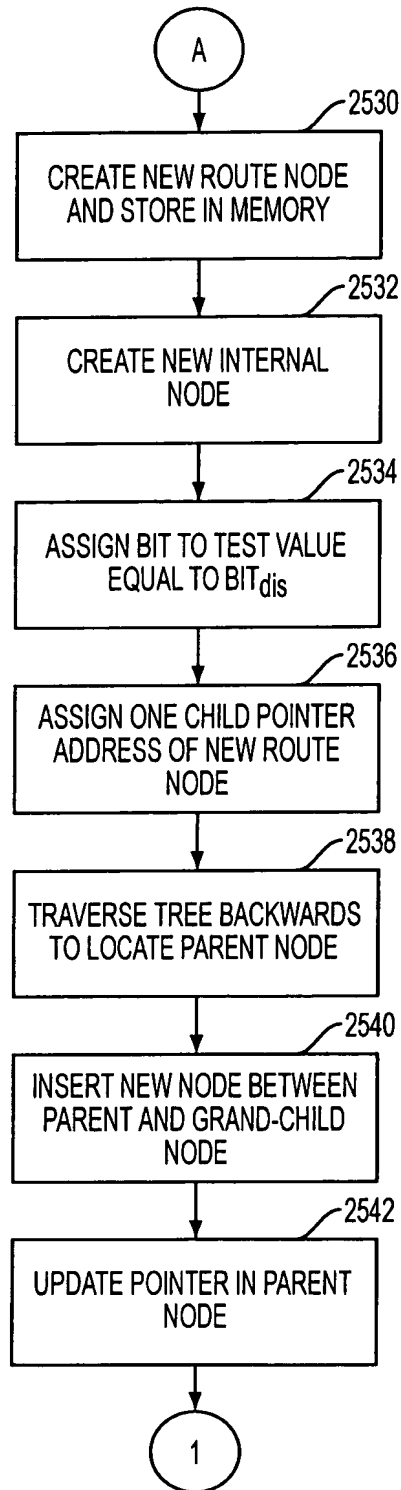 A
2530
CREATE NEW ROUTE NODE
AND STORE IN MEMORY
2532
CREATE NEW INTERNAL
NODE
2534
ASSIGN BIT TO TEST VALUE
EQUAL TO BITdis
2536
ASSIGN ONE CHILD POINTER
ADDRESS OF NEW ROUTE
NODE
2538
TRAVERSE TREE BACKWARDS
TO LOCATE PARENT NODE
2540
INSERT NEW NODE BETWEEN
PARENT AND GRAND-CHILD
NODE
2542
UPDATE POINTER IN PARENT
NODE
1